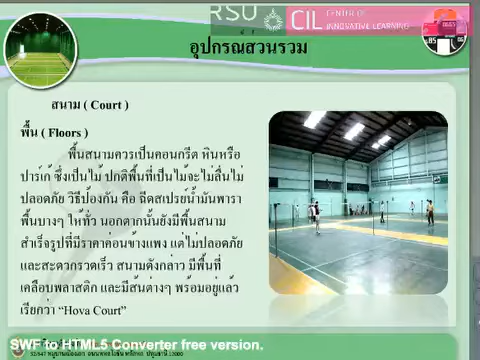 RSU CIL CENTER OF
INNOVATIVE LEARNING
อุปกรณ์ส่วนรวม
สนาม ( Court )
พื้น ( Floors )
พื้นสนามควรเป็นคอนกรีต หินหรือ
ปาร์เก้ ซึ่งเป็นไม้ ปกติพื้นที่เป็นไม้จะไม่ลื่นไม่
ปลอดภัย วิธีป้องกัน คือ ฉีดสเปรย์น้ำมันพารา
พื้นบางๆ ให้ทั่ว นอกตากนั้นยังมีพื้นสนาม
สำเร็จรูปที่มีราคาค่อนข้างแพง แต่ไม่ปลอดภัย
และสะดวกรวดเร็ว สนามดังกล่าว มีพื้นที่
เคลือบพลาสติก และมีส้นต่างๆ พร้อมอยู่แล้ว
เรียกว่า “Hova Court”
SWF to HTML5 Converter free version.